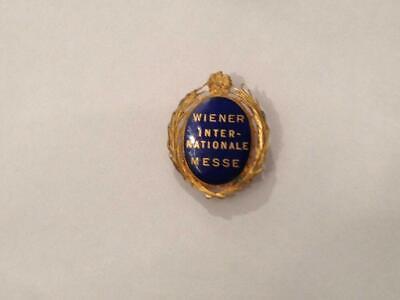 WIENER
INTER-
NATIONALE
MESSE